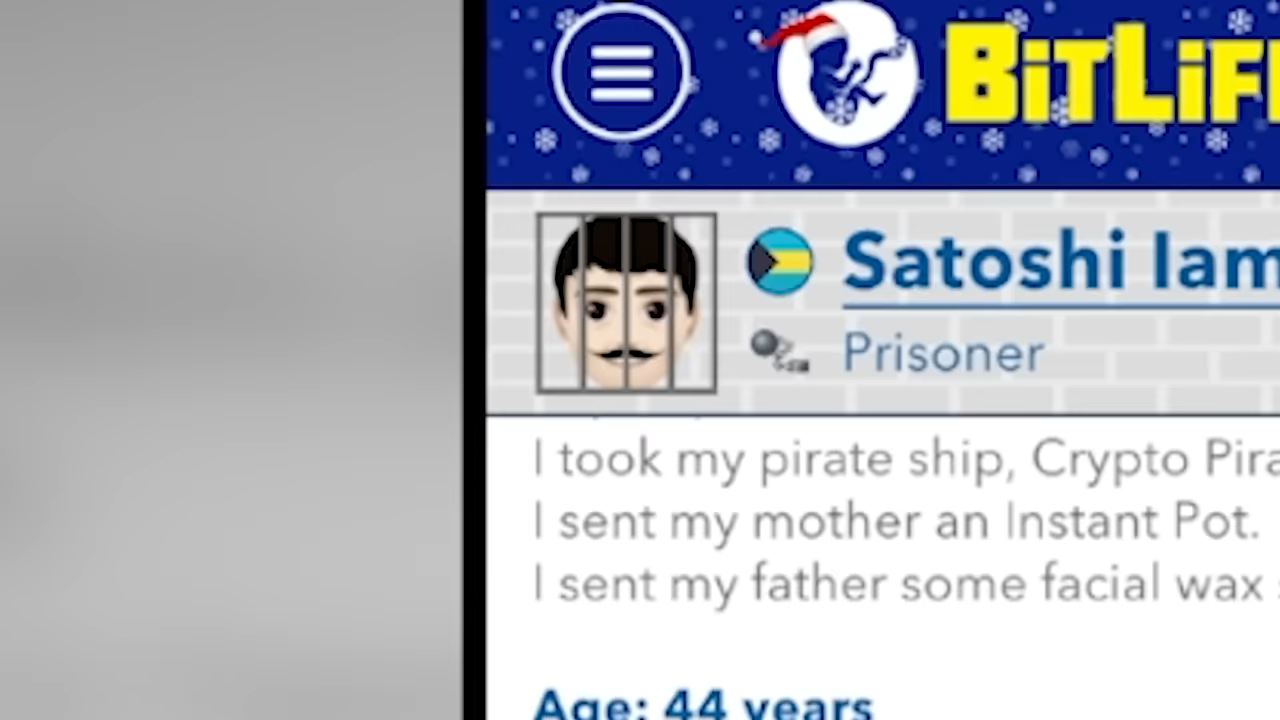 BiTLiF
Satoshi Iam
Prisoner
I took my pirate ship, Crypto Pira
I sent my mother an Instant Pot.
I sent my father some facial wax
Age: 44 years